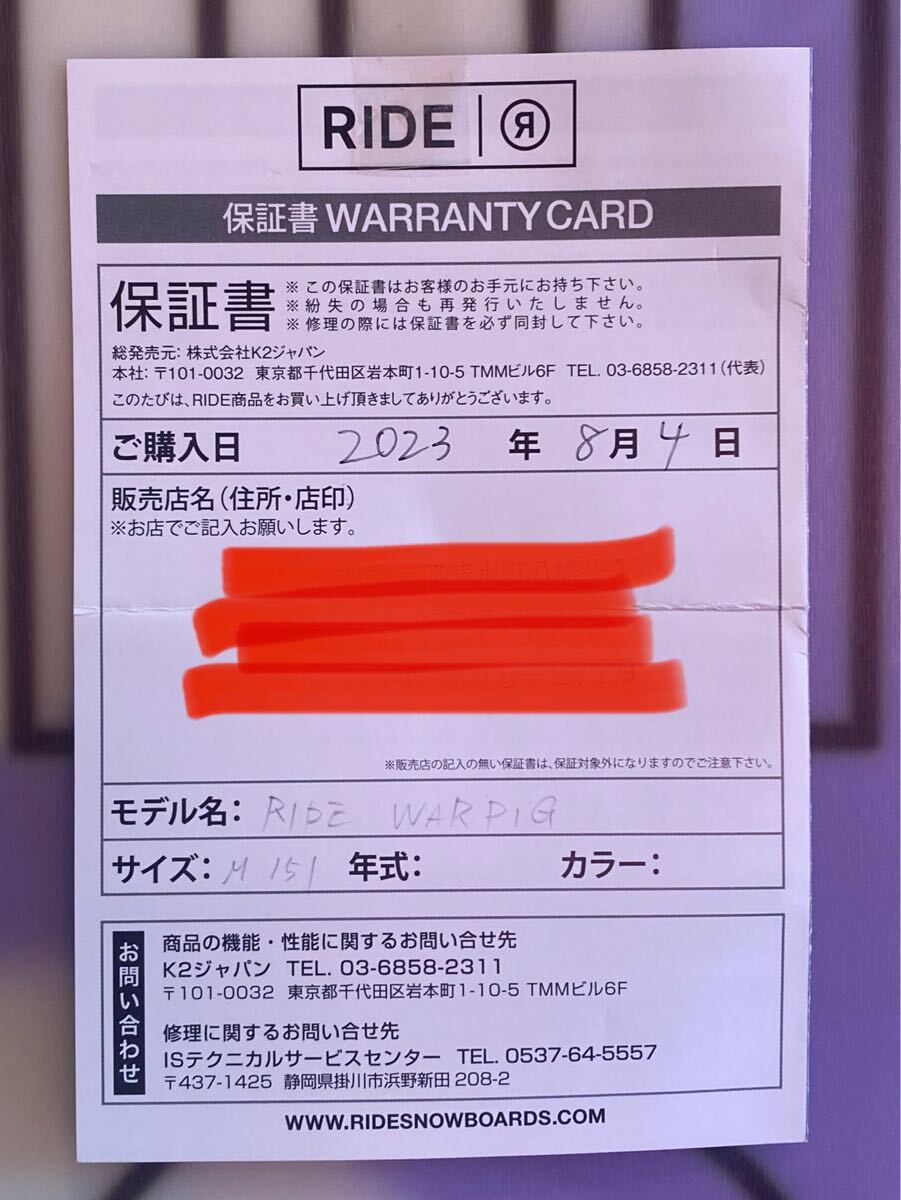 RIDE R
保証書 WARRANTY CARD
保証書
※ この保証書はお客様のお手元にお持ち下さい。
※ 紛失の場合も再発行いたしません。
※ 修理の際には保証書を必ず同封して下さい。
総発売元: 株式会社K2ジャパン
本社: 〒101-0032 東京都千代田区岩本町1-10-5 TMMビル6F TEL. 03-6858-2311(代表)
このたびは、RIDE商品をお買い上げ頂きましてありがとうございます。
ご購入日 2023 年 8月 4 日
販売店名(住所・店印)
※お店でご記入お願いします。
※販売店の記入の無い保証書は、保証対象外になりますのでご注意下さい。
モデル名: RIDE WARPIG
サイズ: M 151 年式: カラー:
お問い合わせ
商品の機能・性能に関するお問い合せ先
K2ジャパン TEL. 03-6858-2311
〒101-0032 東京都千代田区岩本町1-10-5 TMMビル6F
修理に関するお問い合せ先
ISテクニカルサービスセンター TEL. 0537-64-5557
〒437-1425 静岡県掛川市浜野新田 208-2
WWW.RIDESNOWBOARDS.COM